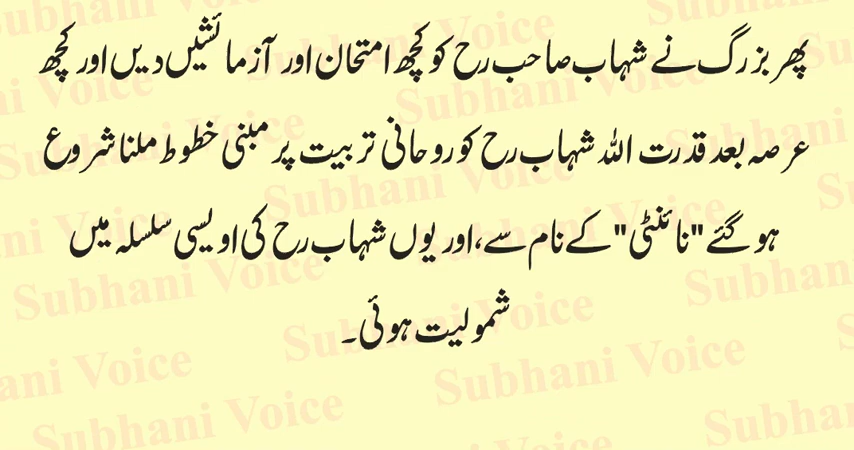 پھر بزرگ نے شہاب صاحب رح کو کچھ امتحان اور آزمائشیں دیں اور کچھ
عرصہ بعد قدرت اللہ شہاب رح کو روحانی تربیت پر مبنی خطوط ملنا شروع
ہو گئے "نائنٹی" کے نام سے، اور یوں شہاب رح کی اویسی سلسلہ میں
شمولیت ہوئی۔
Subhani Voice